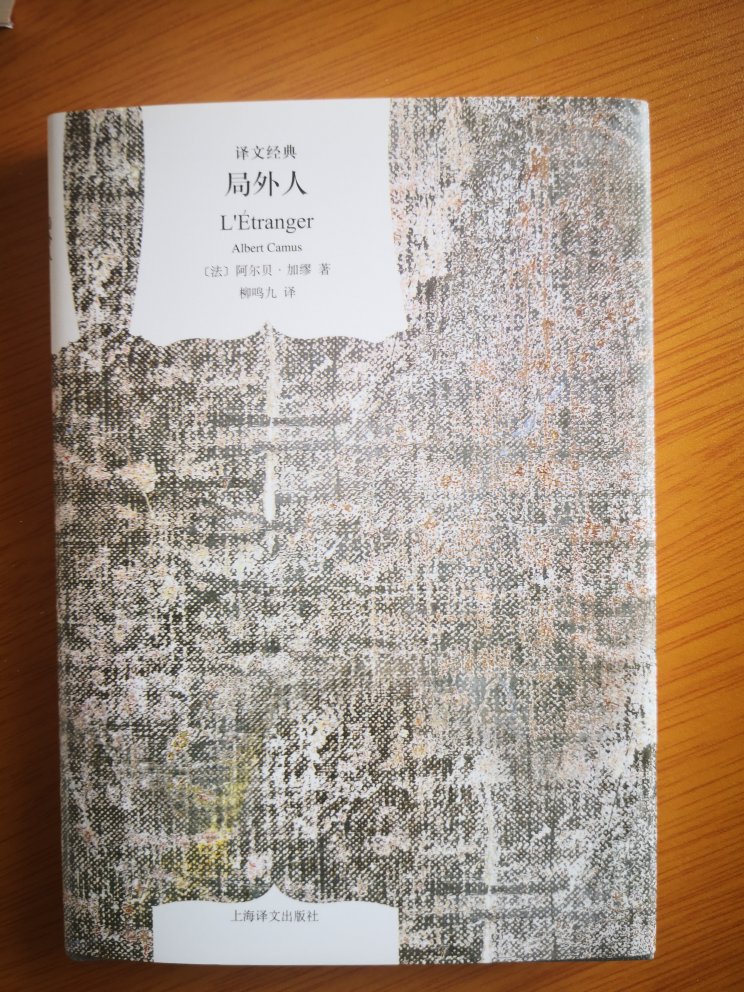 译文经典
局外人
L'Étranger
Albert Camus
〔法〕阿尔贝·加缪 著
柳鸣九 译
上海译文出版社